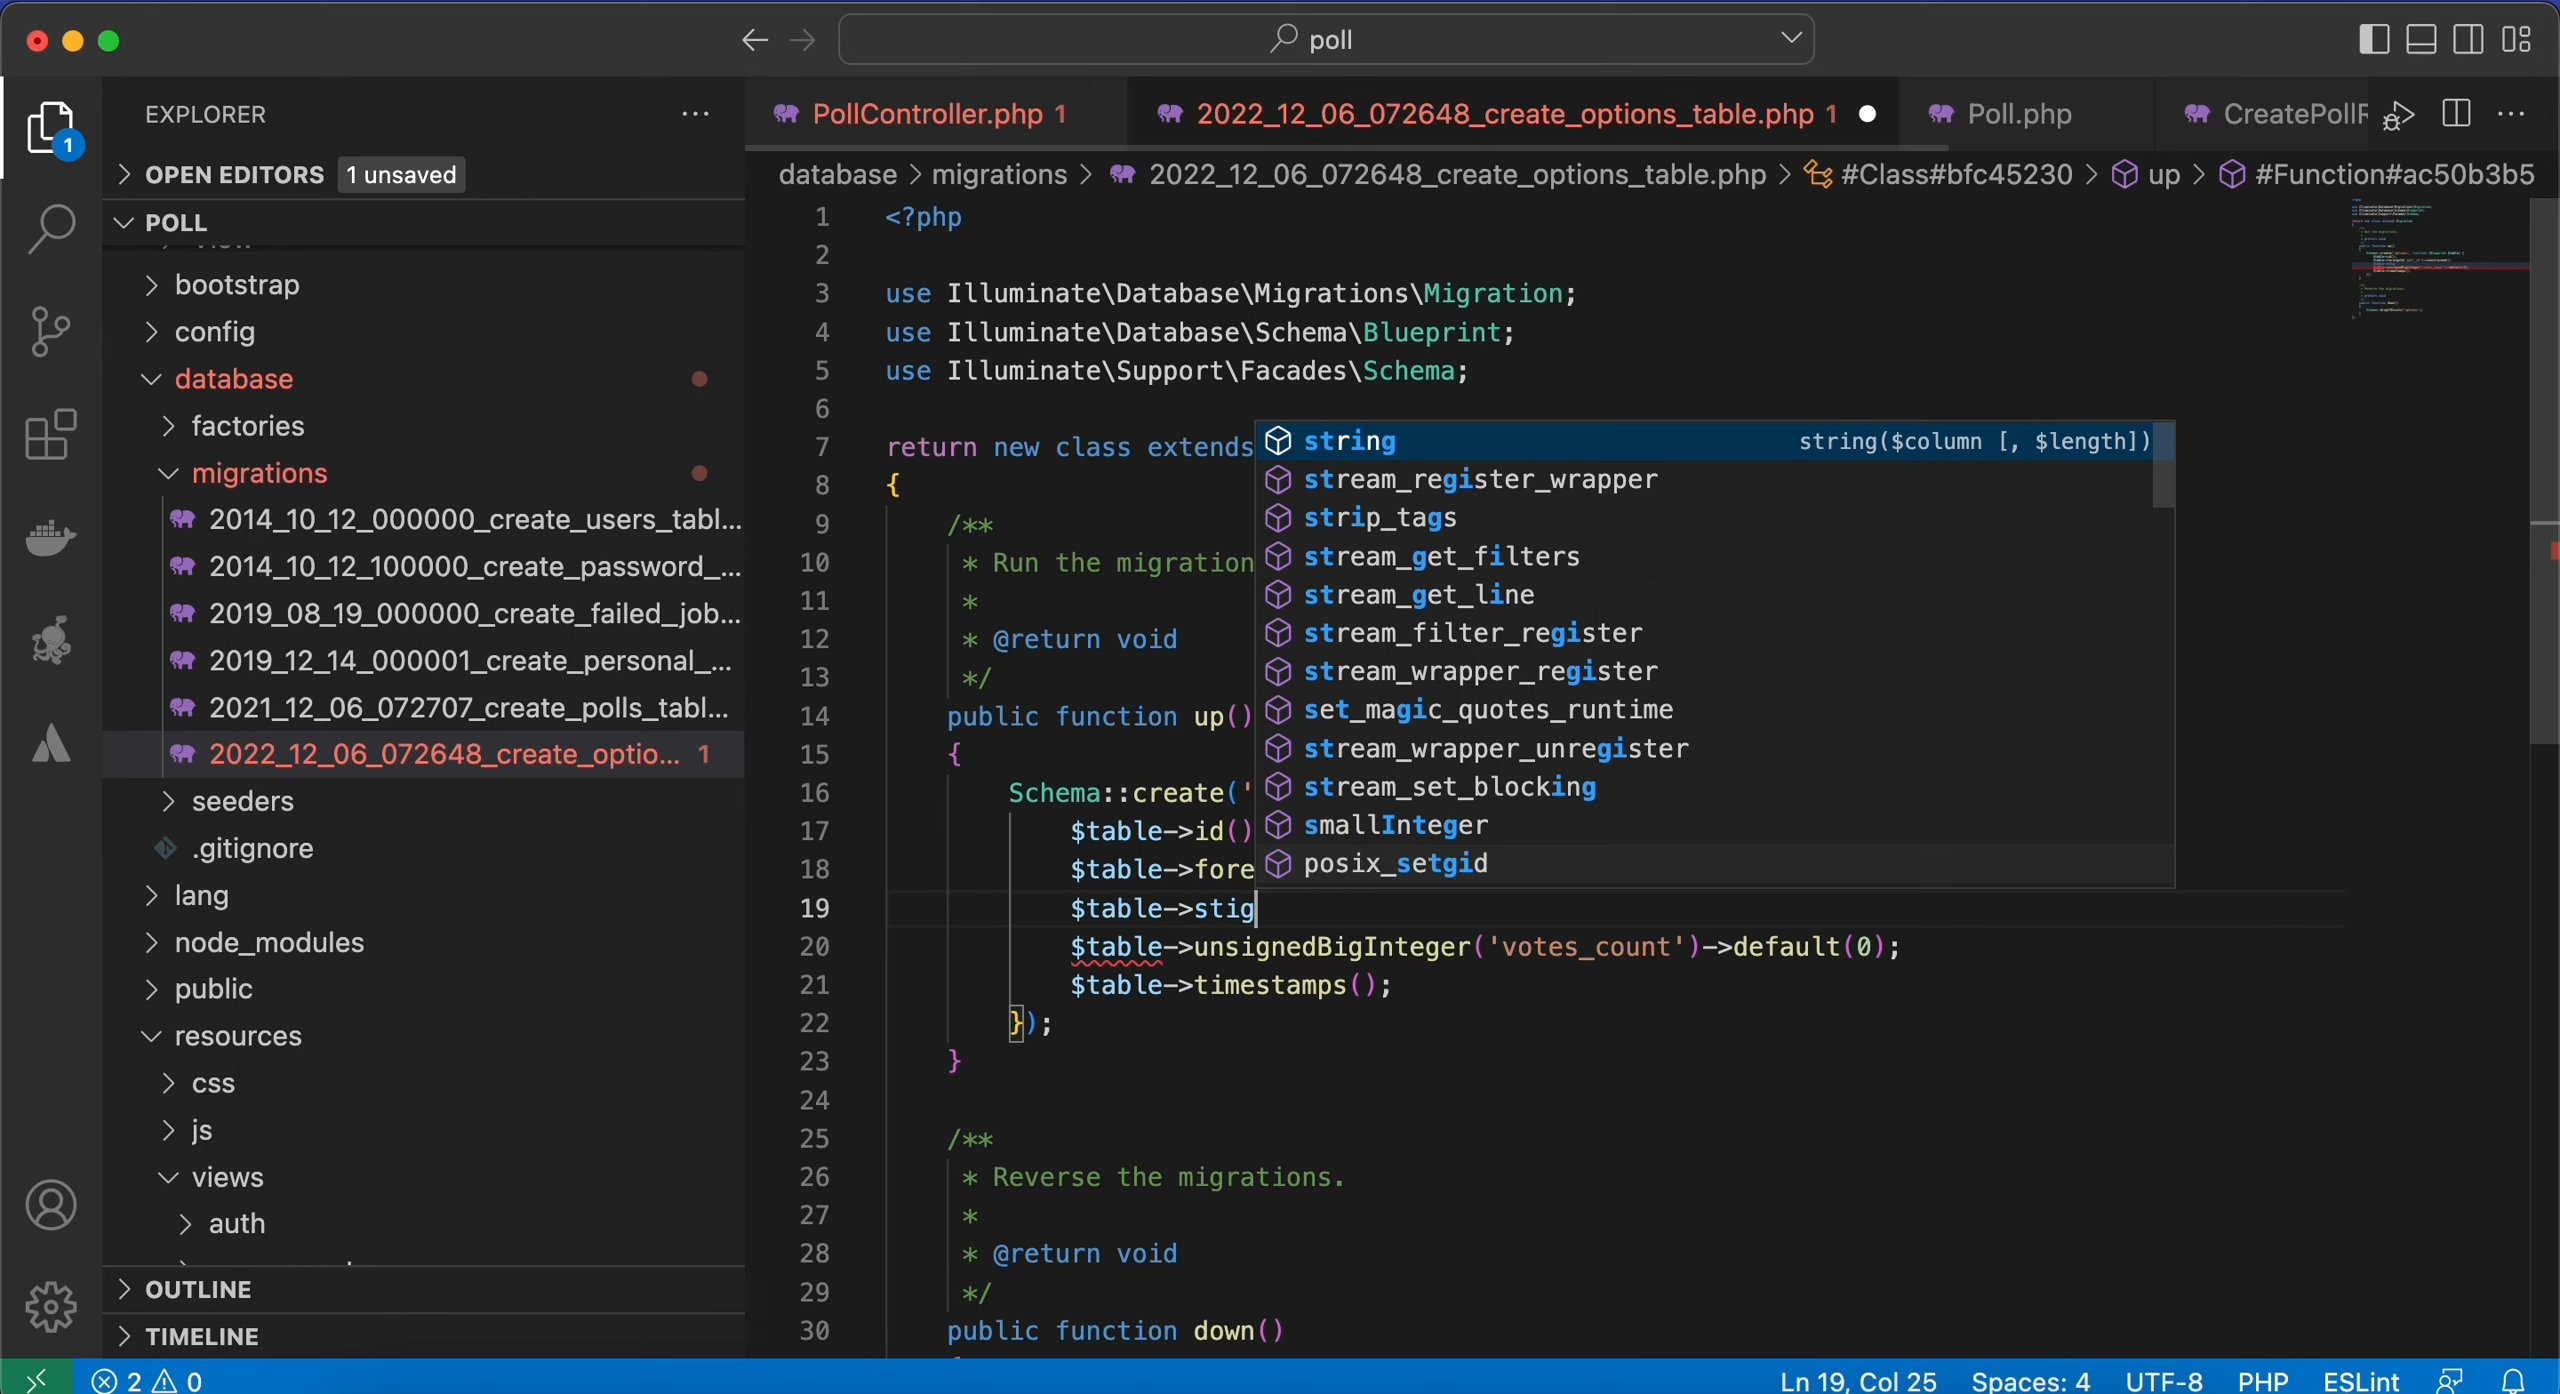 poll
EXPLORER
OPEN EDITORS 1 unsaved
POLL
bootstrap
config
database
factories
migrations
2014_10_12_000000_create_users_tabl...
2014_10_12_100000_create_password_...
2019_08_19_000000_create_failed_job...
2019_12_14_000001_create_personal_...
2021_12_06_072707_create_polls_tabl...
2022_12_06_072648_create_optio... 1
seeders
.gitignore
lang
node_modules
public
resources
css
js
views
auth
OUTLINE
TIMELINE
1
PollController.php 1
2022_12_06_072648_create_options_table.php 1
Poll.php
CreatePollR
database > migrations > 2022_12_06_072648_create_options_table.php > #Class#bfc45230 > up > #Function#ac50b3b5
1 <?php
2
3 use Illuminate\Database\Migrations\Migration;
4 use Illuminate\Database\Schema\Blueprint;
5 use Illuminate\Support\Facades\Schema;
6
7 return new class extends
8 {
9 /**
10 * Run the migration
11 *
12 * @return void
13 */
14 public function up()
15 {
16 Schema::create('
17 $table->id()
18 $table->fore
19 $table->stig
20 $table->unsignedBigInteger('votes_count')->default(0);
21 $table->timestamps();
22 });
23 }
24
25 /**
26 * Reverse the migrations.
27 *
28 * @return void
29 */
30 public function down()
string string($column [, $length])
stream_register_wrapper
strip_tags
stream_get_filters
stream_get_line
stream_filter_register
stream_wrapper_register
set_magic_quotes_runtime
stream_wrapper_unregister
stream_set_blocking
smallInteger
posix_setgid
2 0
Ln 19, Col 25 Spaces: 4 UTF-8 PHP ESLint